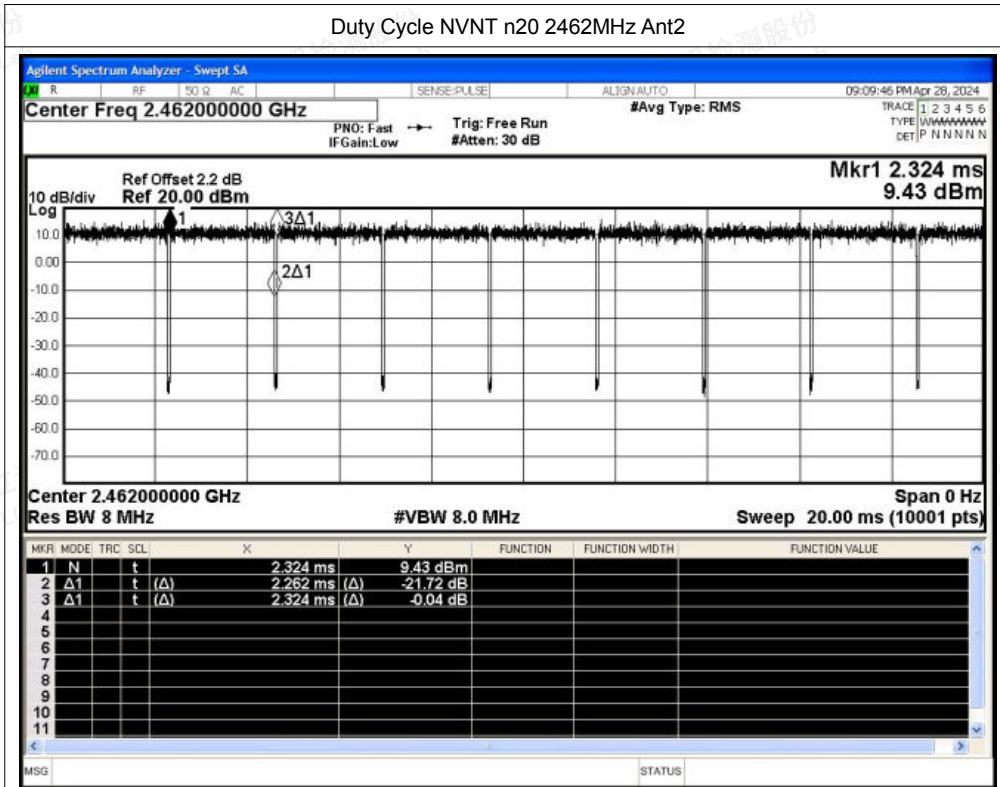 Duty Cycle NVNT n20 2462MHz Ant2
Agilent Spectrum Analyzer - Swept SA
R RF 50 Ω AC SENSE:PULSE ALIGN AUTO 09:09:46 PM Apr 28, 2024
Center Freq 2.462000000 GHz #Avg Type: RMS TRACE 1 2 3 4 5 6
PNO: Fast Trig: Free Run TYPE WWWWWWW
IFGain:Low #Atten: 30 dB DET P N N N N N
Mkr1 2.324 ms
Ref Offset 2.2 dB
10 dB/div Ref 20.00 dBm 9.43 dBm
Log
1 3Δ1
10.0
0.00
2Δ1
-10.0
-20.0
-30.0
-40.0
-50.0
-60.0
-70.0
Center 2.462000000 GHz Span 0 Hz
Res BW 8 MHz #VBW 8.0 MHz Sweep 20.00 ms (10001 pts)
MKR MODE TRC SCL X Y FUNCTION FUNCTION WIDTH FUNCTION VALUE
1 N t 2.324 ms 9.43 dBm
2 Δ1 t (Δ) 2.262 ms (Δ) -21.72 dB
3 Δ1 t (Δ) 2.324 ms (Δ) -0.04 dB
4
5
6
7
8
9
10
11
MSG STATUS